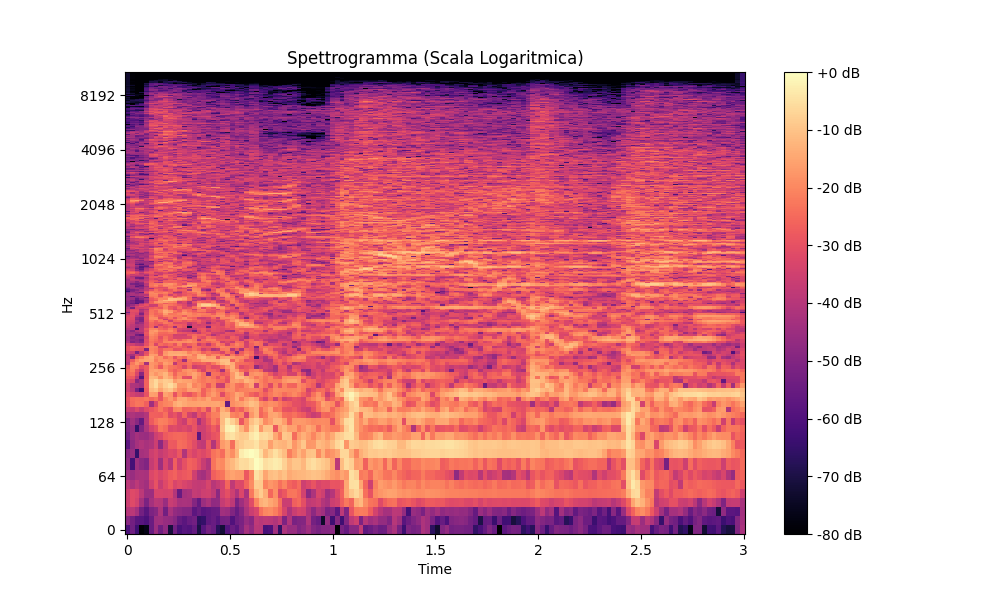 Spettrogramma (Scala Logaritmica)
Hz
8192
4096
2048
1024
512
256
128
64
0
0
0.5
1
1.5
2
2.5
3
Time
+0 dB
-10 dB
-20 dB
-30 dB
-40 dB
-50 dB
-60 dB
-70 dB
-80 dB